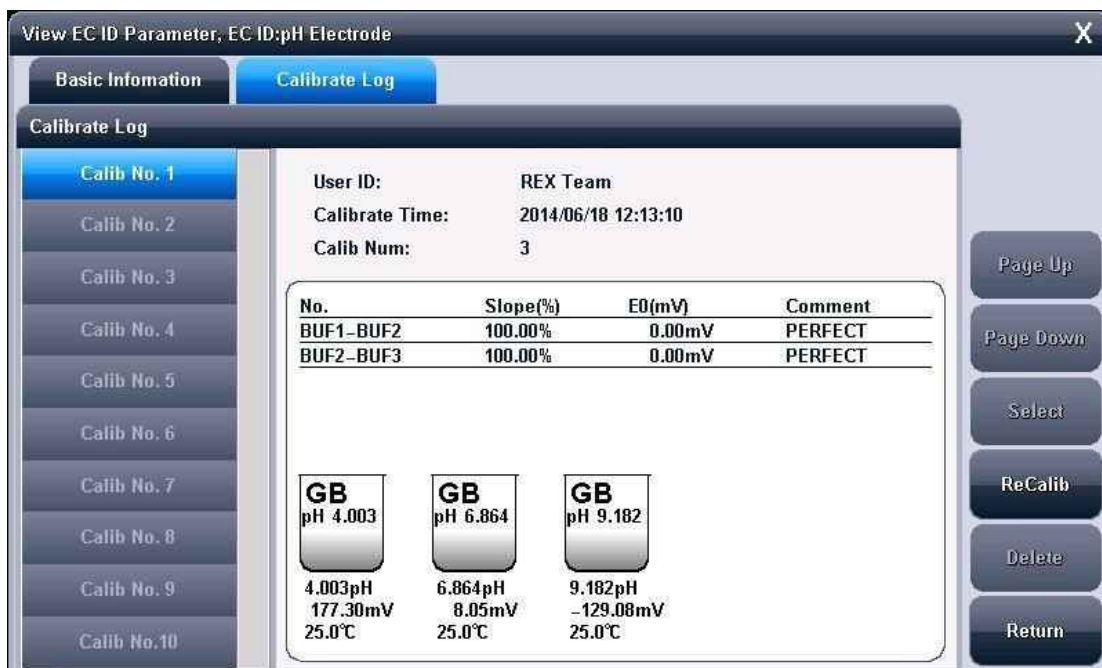 View EC ID Parameter, EC ID:pH Electrode X
Basic Infomation Calibrate Log
Calibrate Log
Calib No. 1
Calib No. 2
Calib No. 3
Calib No. 4
Calib No. 5
Calib No. 6
Calib No. 7
Calib No. 8
Calib No. 9
Calib No.10
User ID: REX Team
Calibrate Time: 2014/06/18 12:13:10
Calib Num: 3
No. Slope(%) E0(mV) Comment
BUF1-BUF2 100.00% 0.00mV PERFECT
BUF2-BUF3 100.00% 0.00mV PERFECT
GB GB GB
pH 4.003 pH 6.864 pH 9.182
4.003pH 6.864pH 9.182pH
177.30mV 8.05mV -129.08mV
25.0℃ 25.0℃ 25.0℃
Page Up
Page Down
Select
ReCalib
Delete
Return